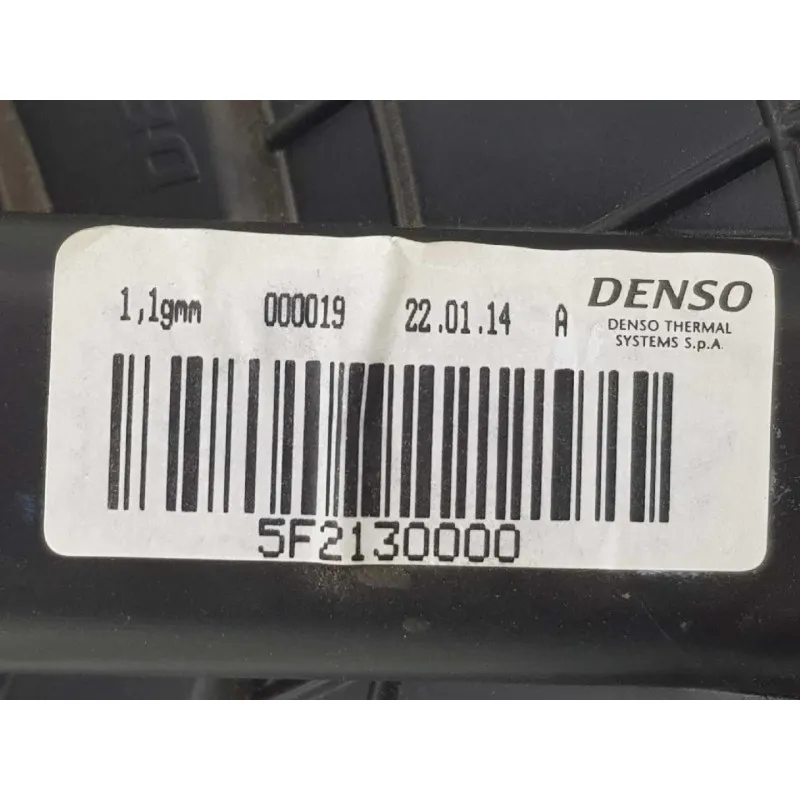 1,1gmm 000019 22.01.14 A DENSO
DENSO THERMAL
SYSTEMS S.p.A.
5F2130000